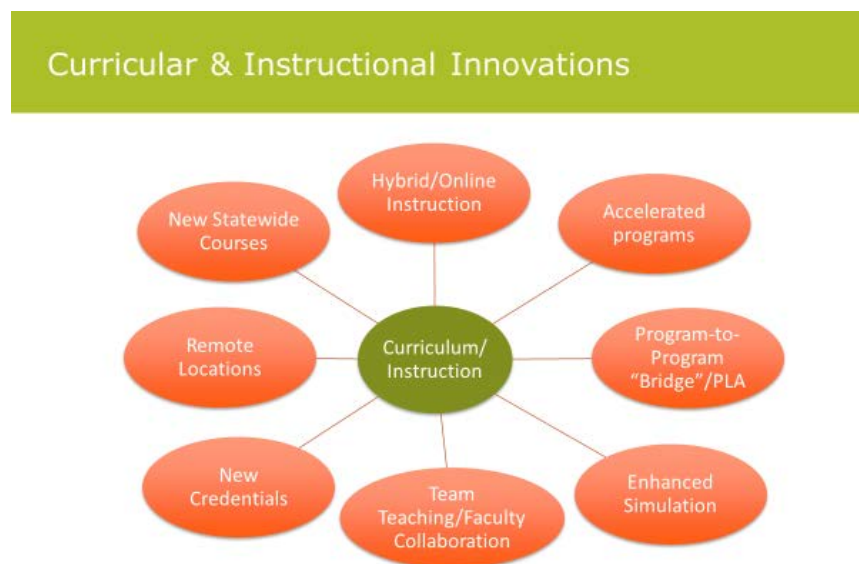 Curricular & Instructional Innovations
Hybrid/Online
Instruction
New Statewide
Courses
Accelerated
programs
Remote
Locations
Curriculum/
Instruction
Program-to-
Program
“Bridge”/PLA
New
Credentials
Team
Teaching/Faculty
Collaboration
Enhanced
Simulation